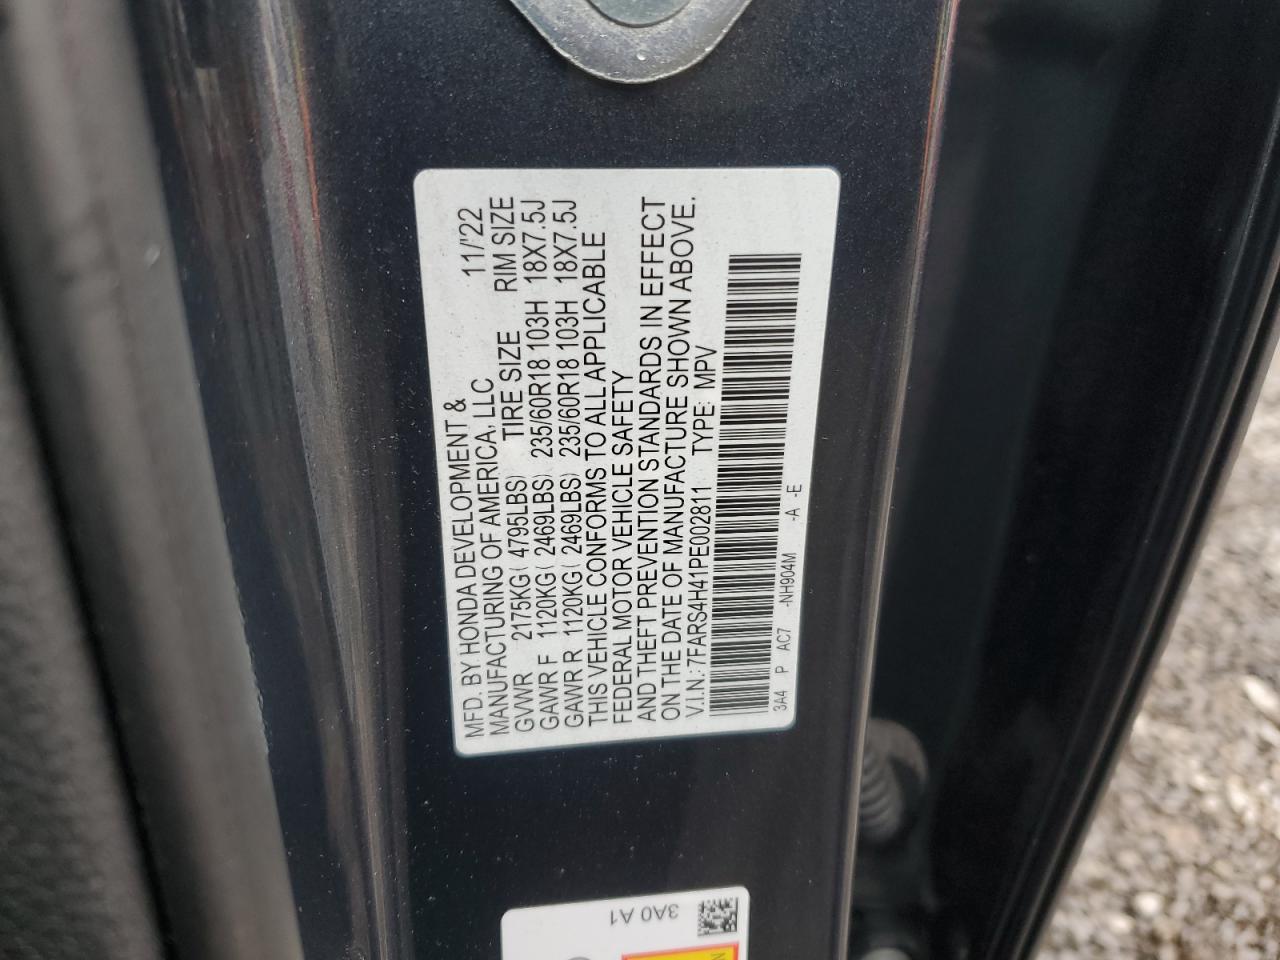 MFD. BY HONDA DEVELOPMENT &
MANUFACTURING OF AMERICA, LLC 11/'22
GVWR 2175KG( 4795LBS) TIRE SIZE RIM SIZE
GAWR F 1120KG( 2469LBS) 235/60R18 103H 18X7.5J
GAWR R 1120KG( 2469LBS) 235/60R18 103H 18X7.5J
THIS VEHICLE CONFORMS TO ALL APPLICABLE
FEDERAL MOTOR VEHICLE SAFETY
AND THEFT PREVENTION STANDARDS IN EFFECT
ON THE DATE OF MANUFACTURE SHOWN ABOVE.
V.I.N.: 7FARS4H41PE002811 TYPE: MPV
3A4 P AC7 -NH904M -A -E
3A0 A1